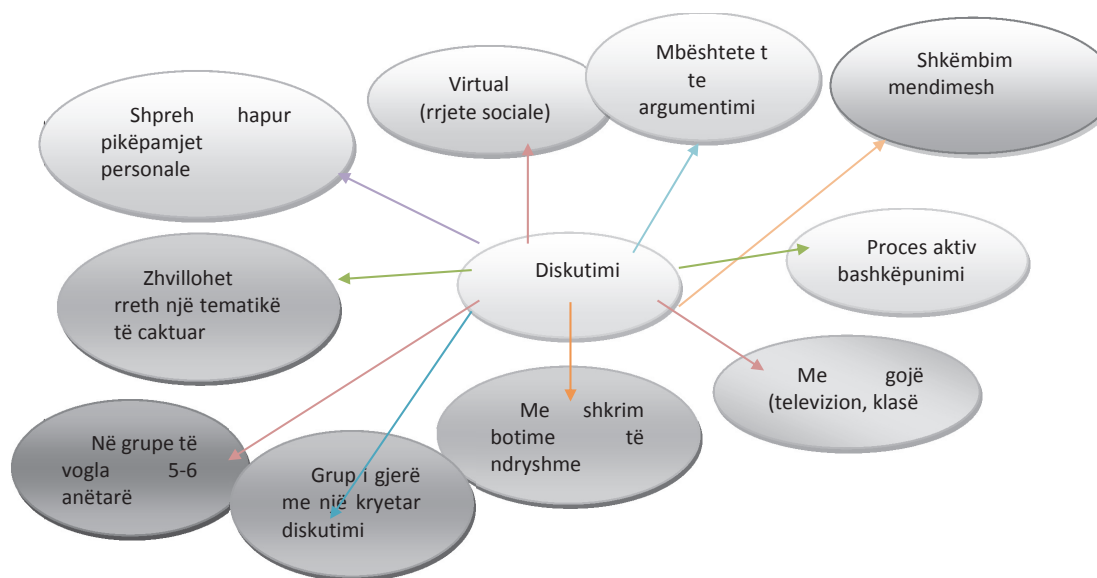 Virtual
(rrjete sociale)
Mbështete t
te
argumentimi
Shkëmbim
mendimesh
Shpreh hapur
pikëpamjet
personale
Diskutimi
Proces aktiv
bashkëpunimi
Zhvillohet
rreth një tematikë
të caktuar
Me gojë
(televizion, klasë
Me shkrim
botime të
ndryshme
Në grupe të
vogla 5-6
anëtarë
Grup i gjerë
me një kryetar
diskutimi